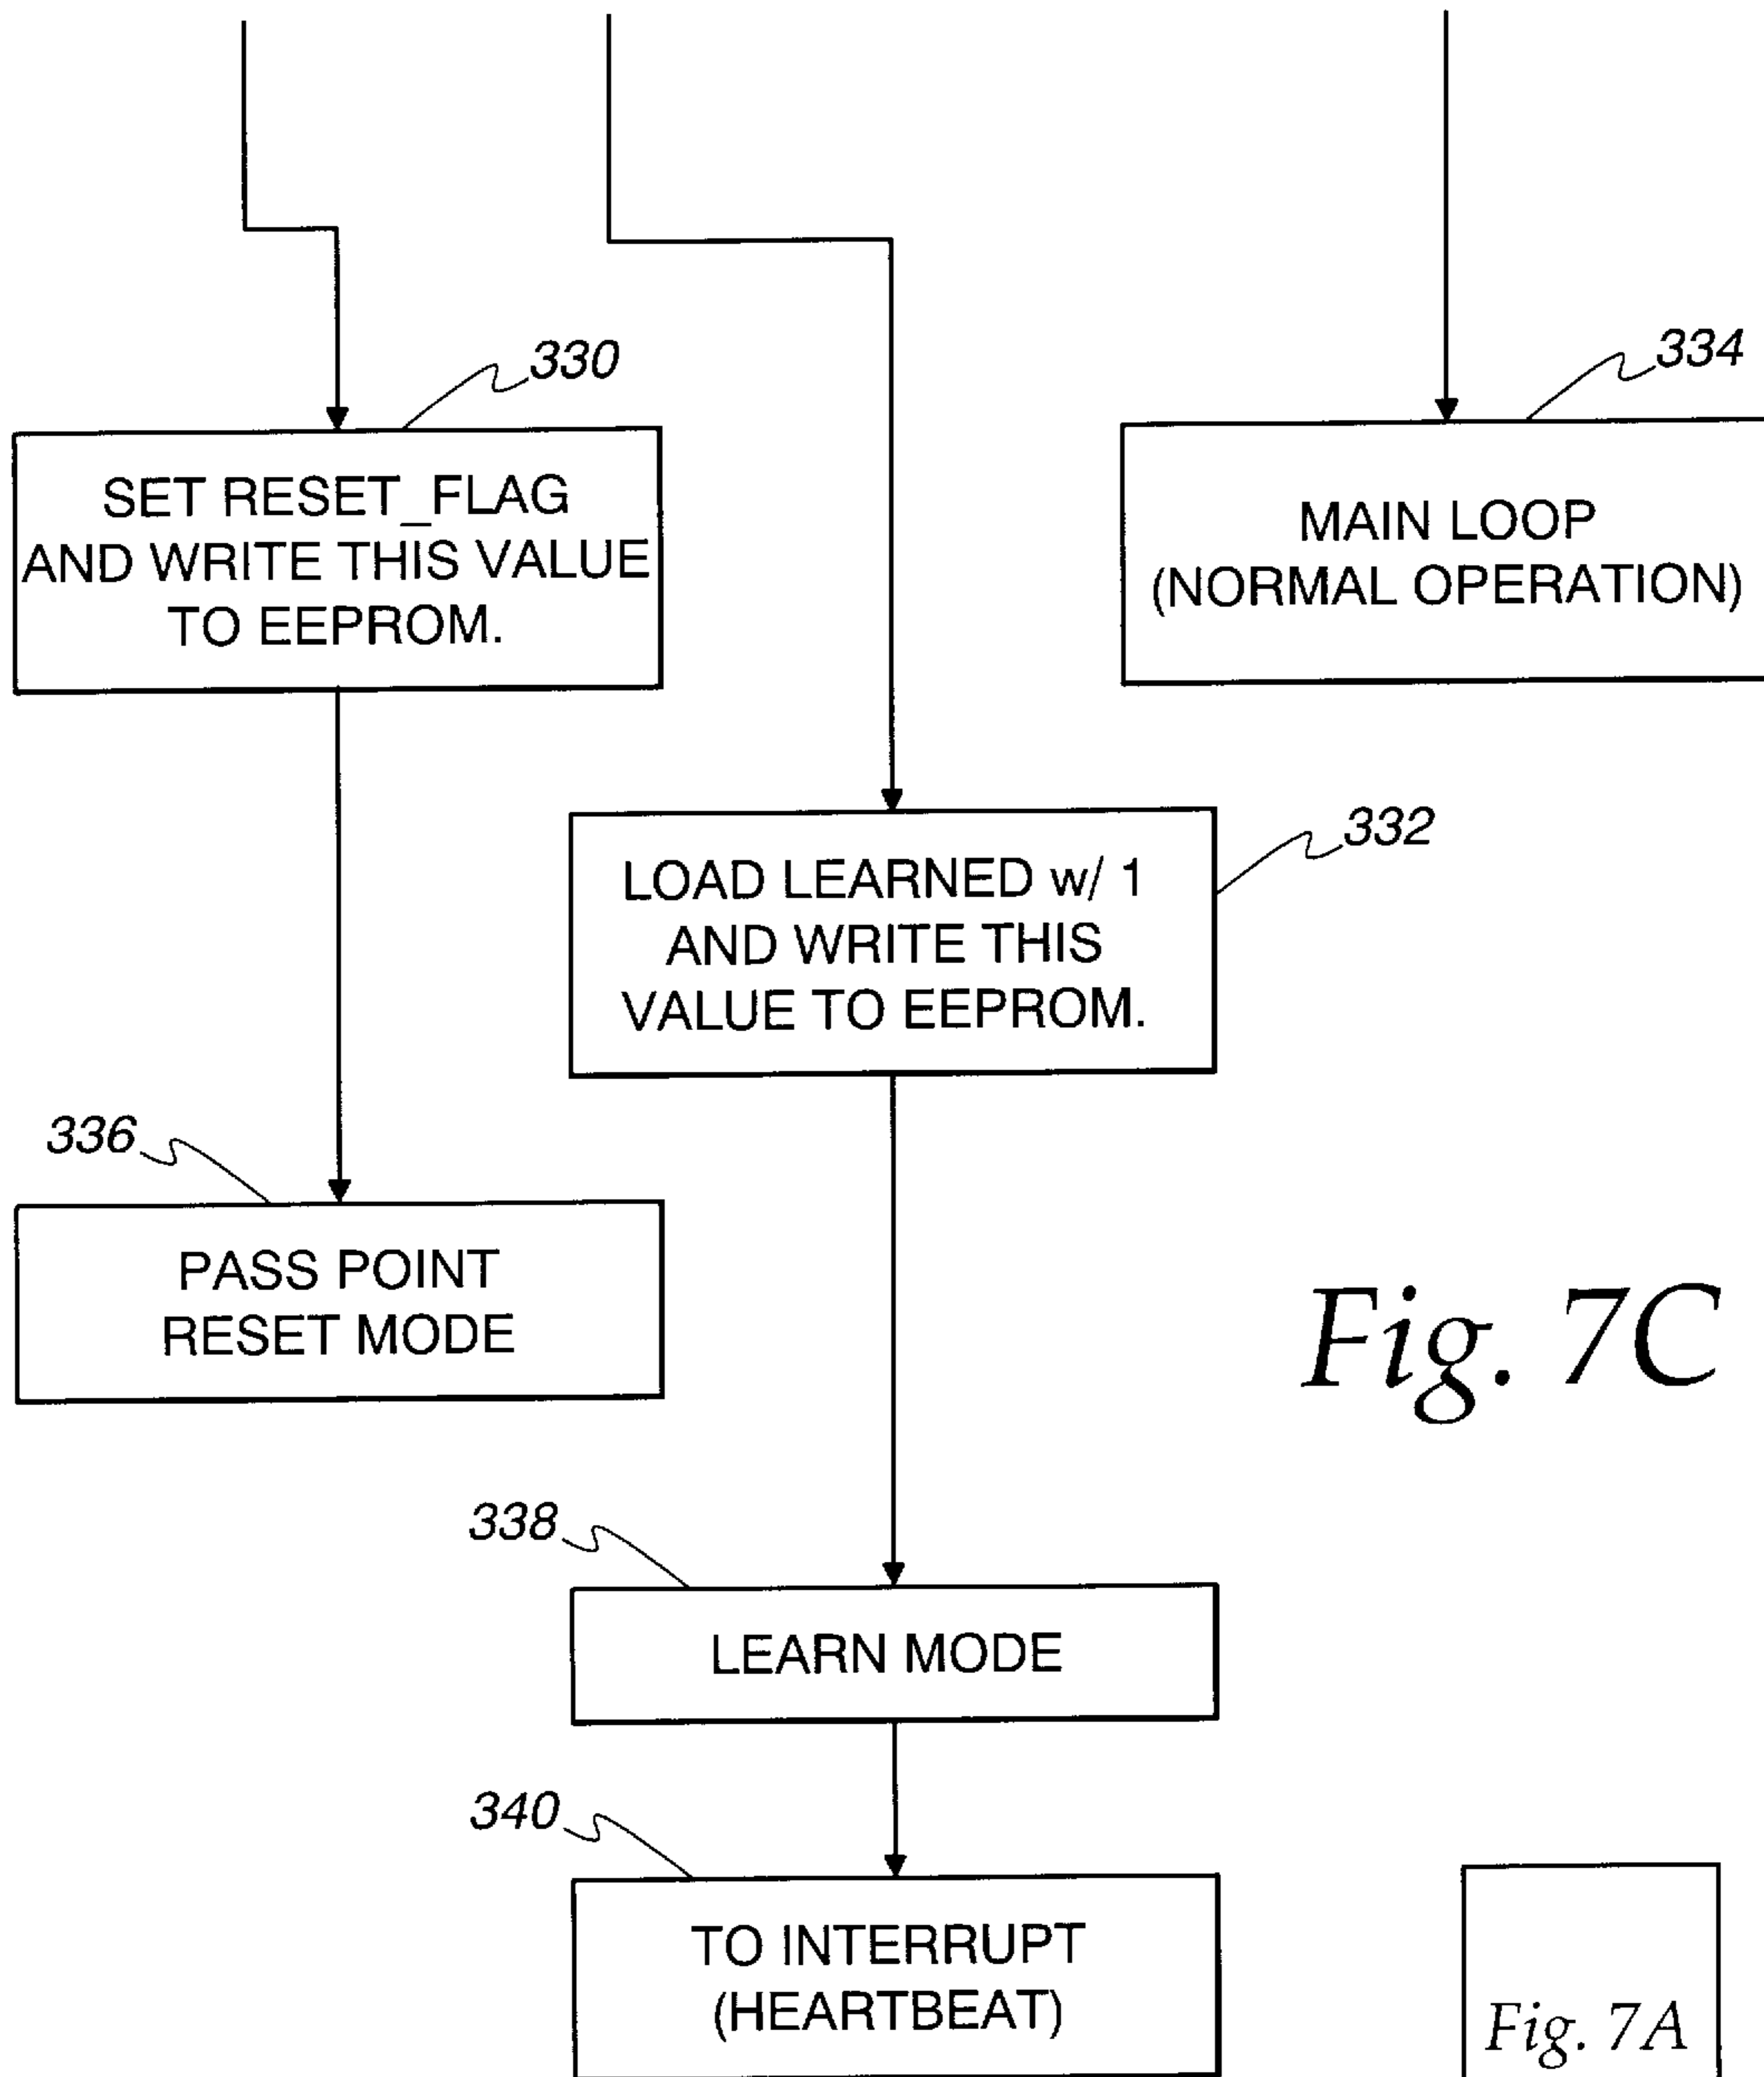 330
SET RESET_FLAG
AND WRITE THIS VALUE
TO EEPROM.
334
MAIN LOOP
(NORMAL OPERATION)
332
LOAD LEARNED w/ 1
AND WRITE THIS
VALUE TO EEPROM.
336
PASS POINT
RESET MODE
Fig. 7C
338
LEARN MODE
340
TO INTERRUPT
(HEARTBEAT)
Fig. 7A